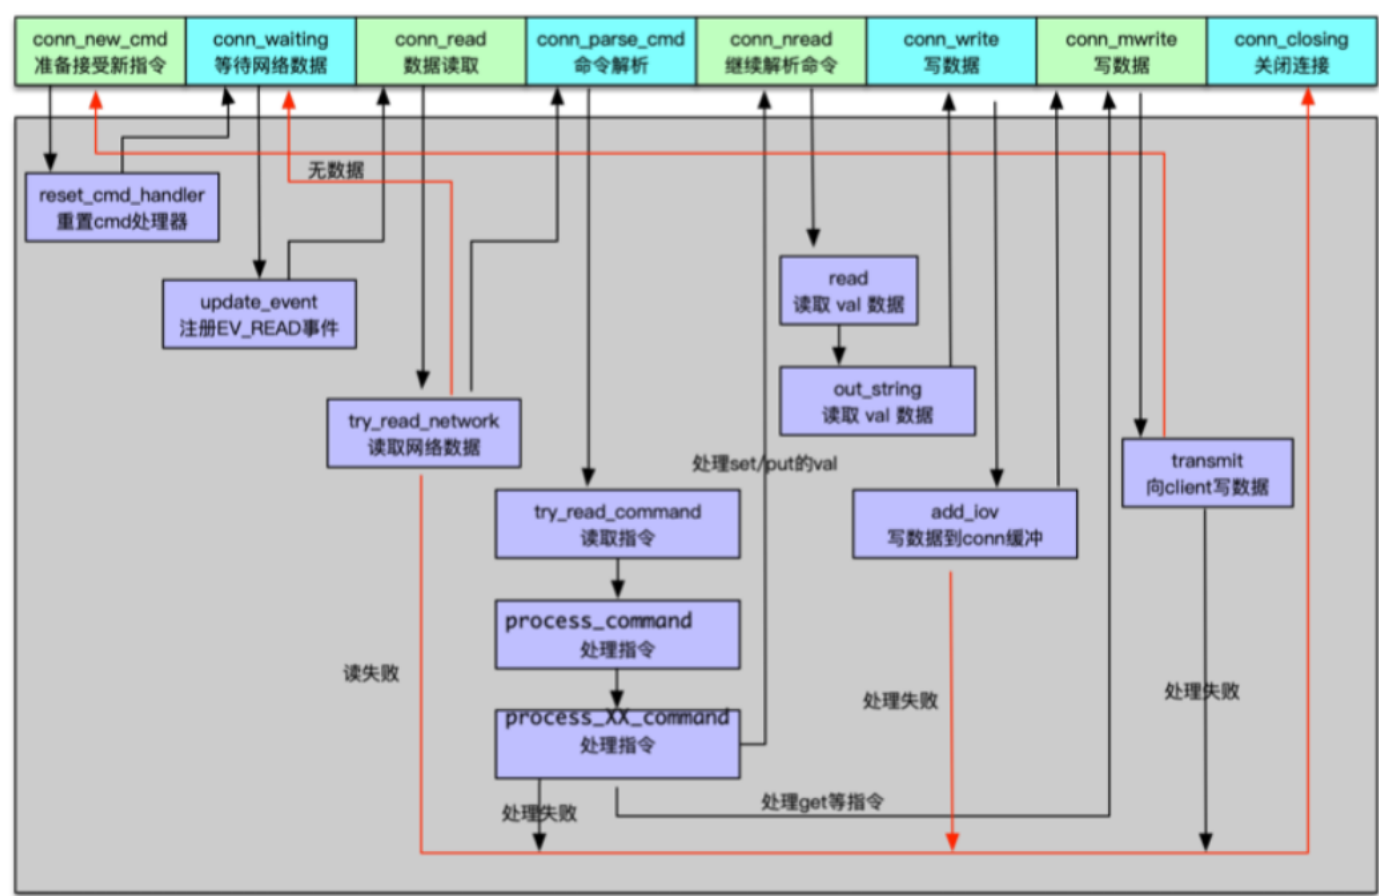 conn_new_cmd
准备接受新指令
conn_waiting
等待网络数据
conn_read
数据读取
conn_parse_cmd
命令解析
conn_nread
继续解析命令
conn_write
写数据
conn_mwrite
写数据
conn_closing
关闭连接
无数据
reset_cmd_handler
重置cmd处理器
update_event
注册EV_READ事件
read
读取 val 数据
out_string
读取 val 数据
try_read_network
读取网络数据
处理set/put的val
transmit
向client写数据
try_read_command
读取指令
add_iov
写数据到conn缓冲
process_command
处理指令
读失败
处理失败
处理失败
process_XX_command
处理指令
处理get等指令
处理失败